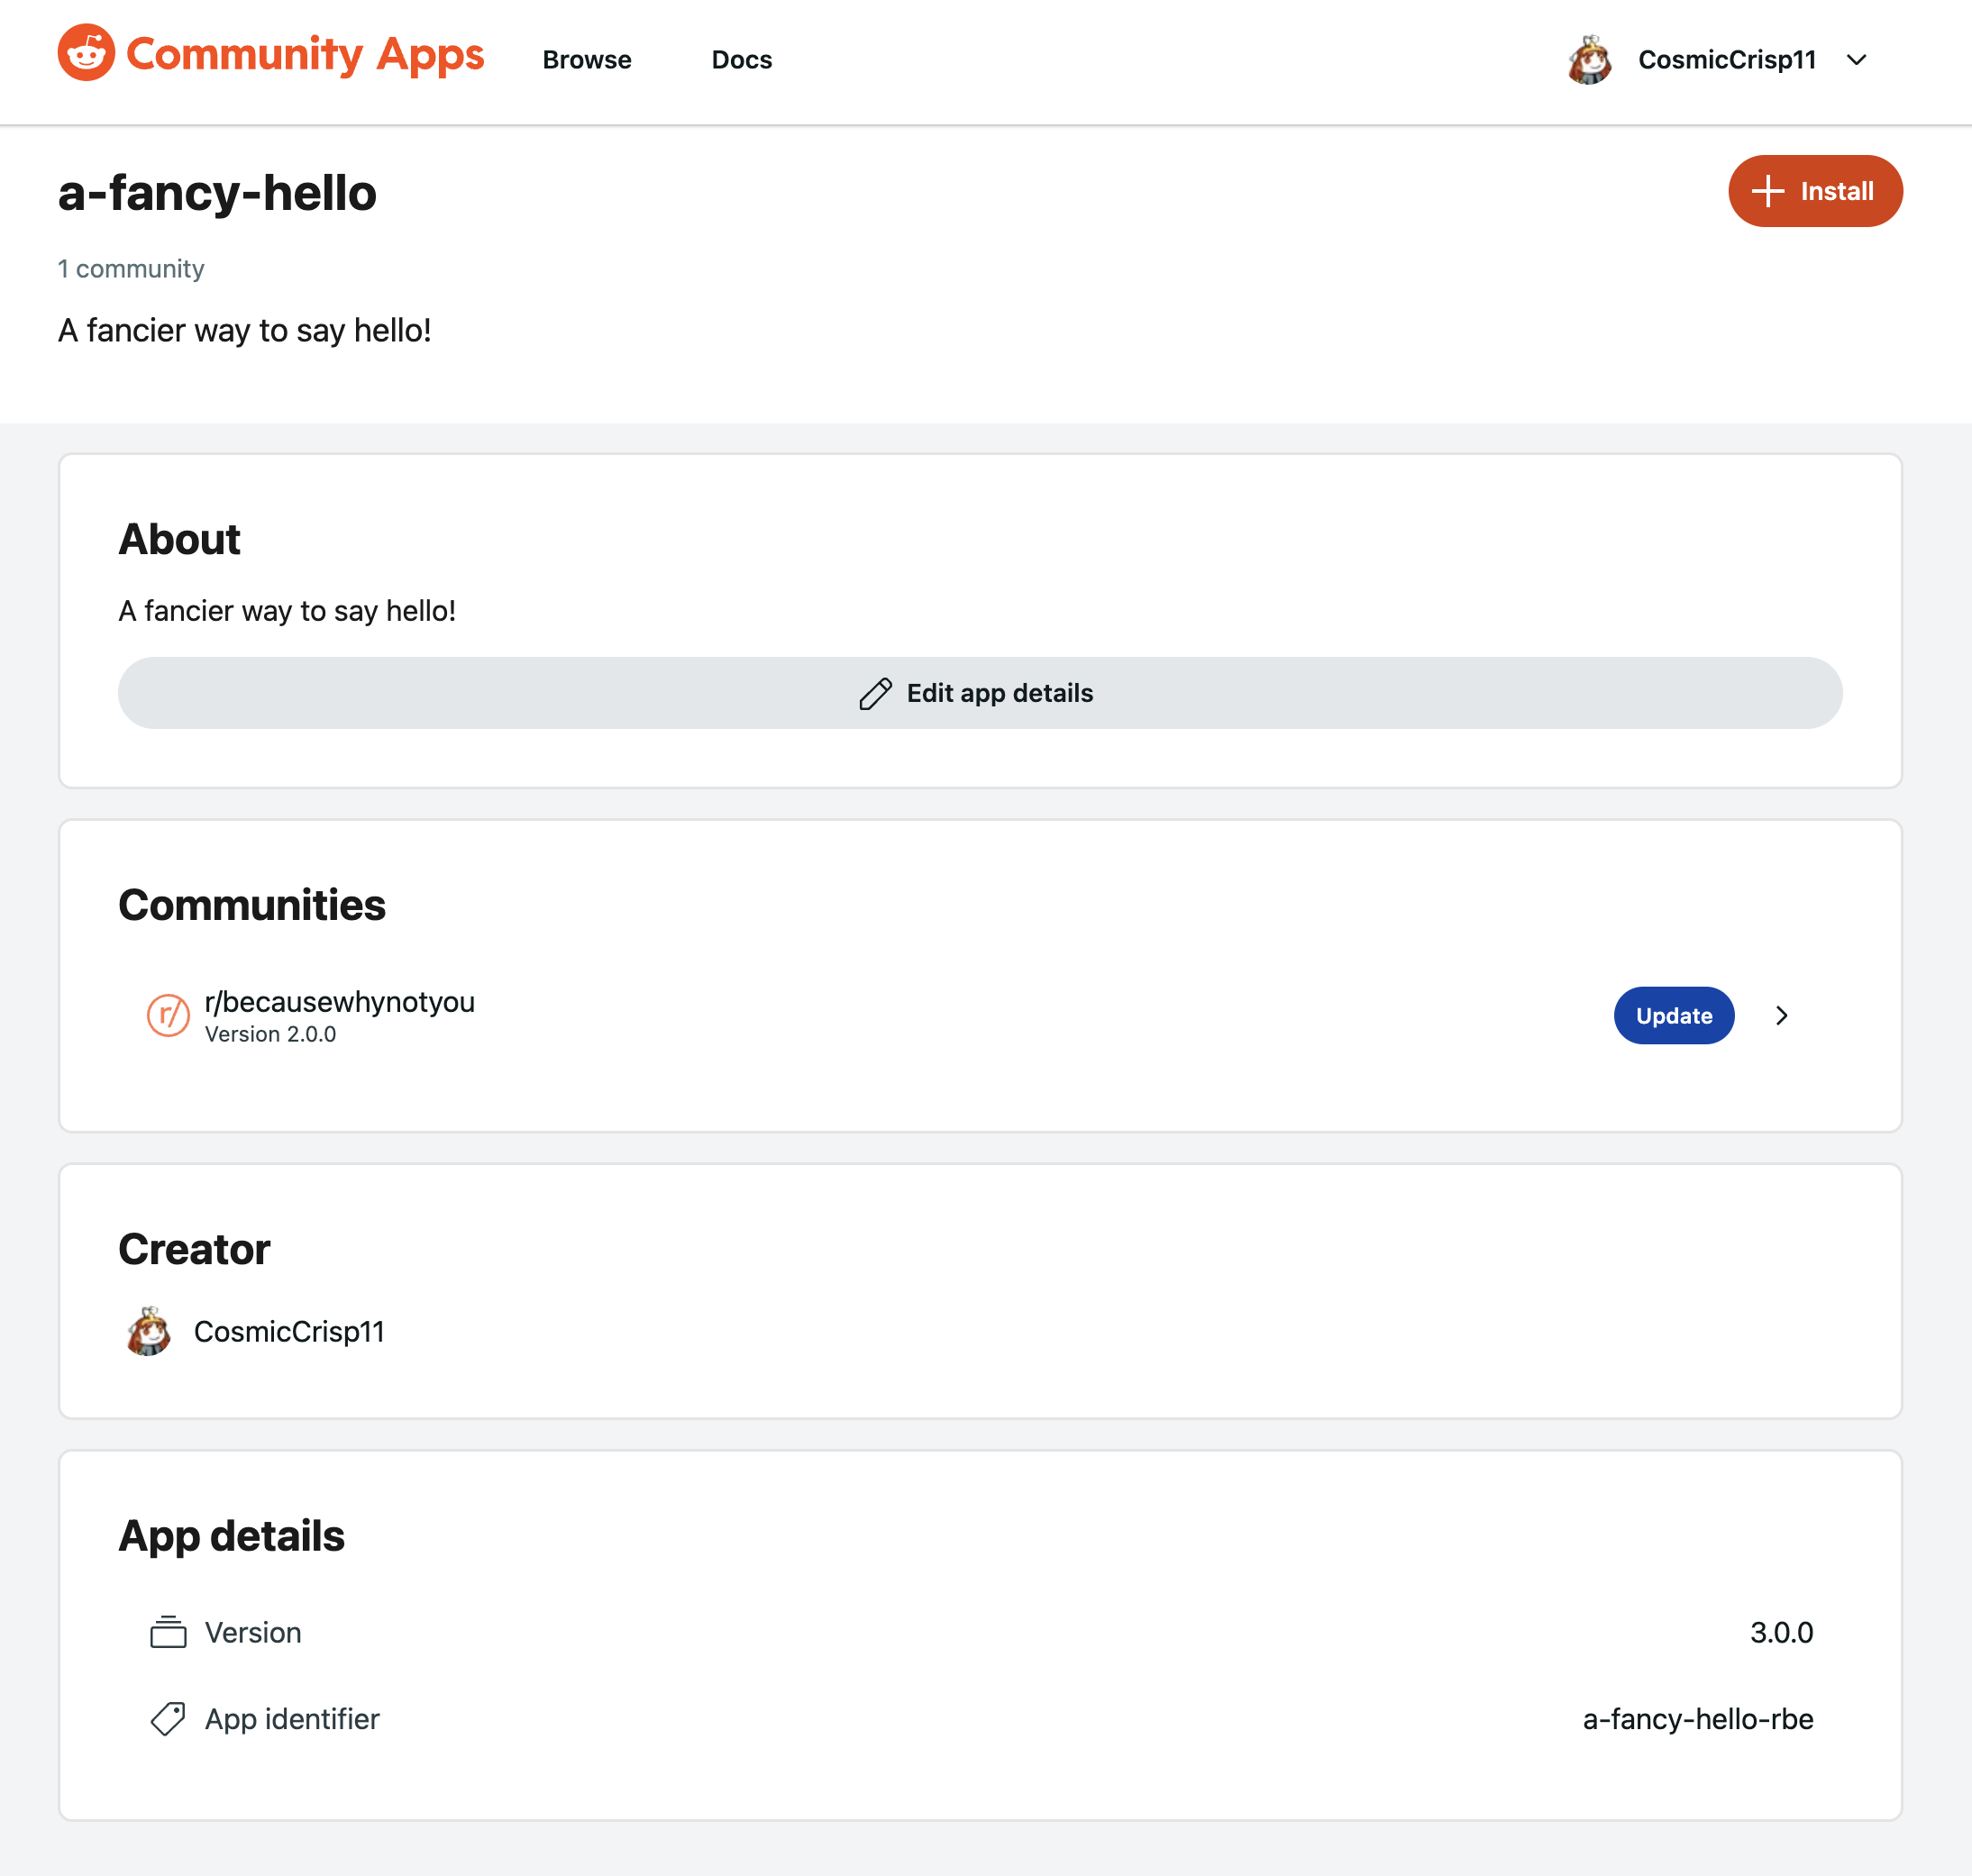 Community Apps Browse Docs CosmicCrisp11
a-fancy-hello
Install
1 community
A fancier way to say hello!
About
A fancier way to say hello!
Edit app details
Communities
r/ r/becausewhynotyou
Version 2.0.0
Update
Creator
CosmicCrisp11
App details
Version 3.0.0
App identifier a-fancy-hello-rbe